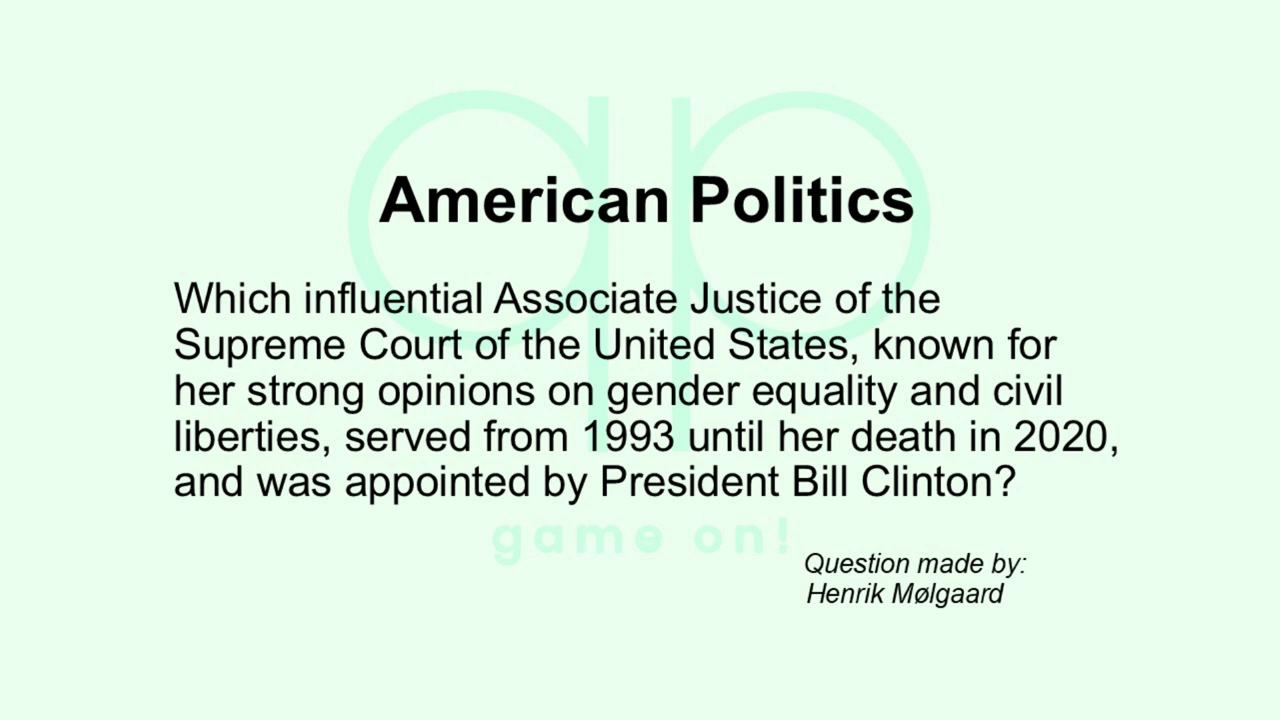 American Politics
Which influential Associate Justice of the
Supreme Court of the United States, known for
her strong opinions on gender equality and civil
liberties, served from 1993 until her death in 2020,
and was appointed by President Bill Clinton?
game on!
Question made by:
Henrik Mølgaard